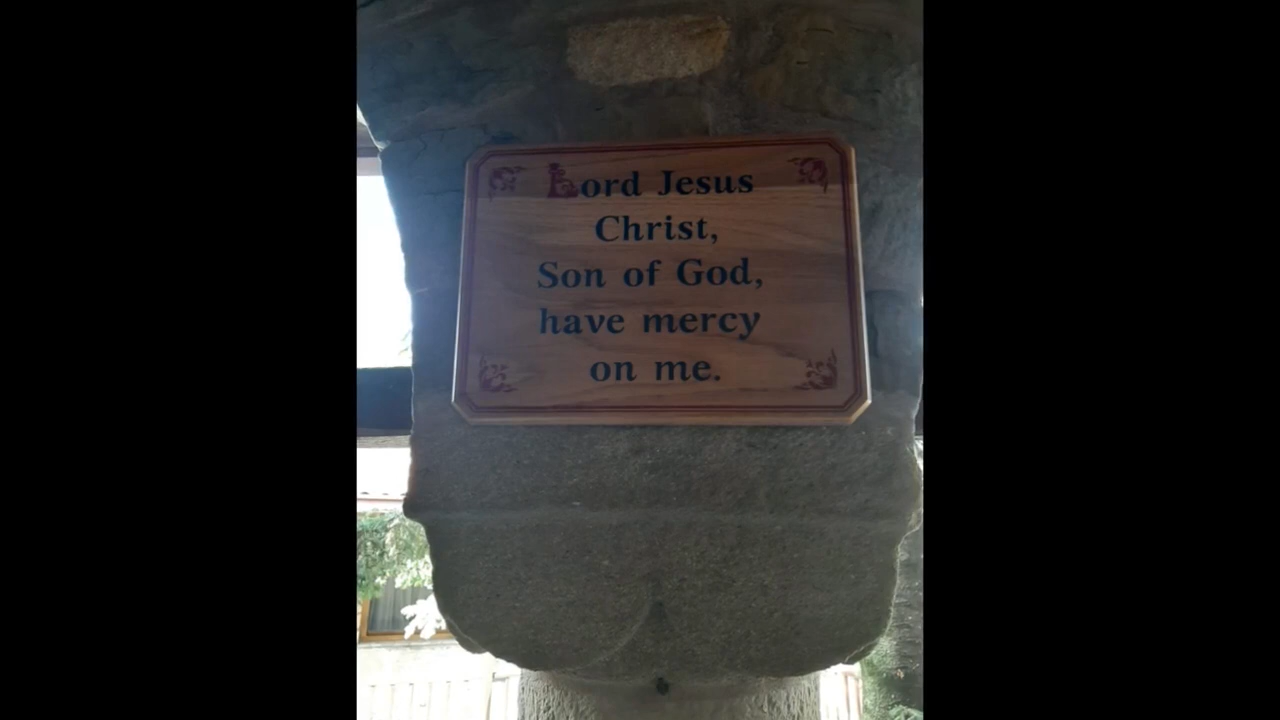 Lord Jesus
Christ,
Son of God,
have mercy
on me.